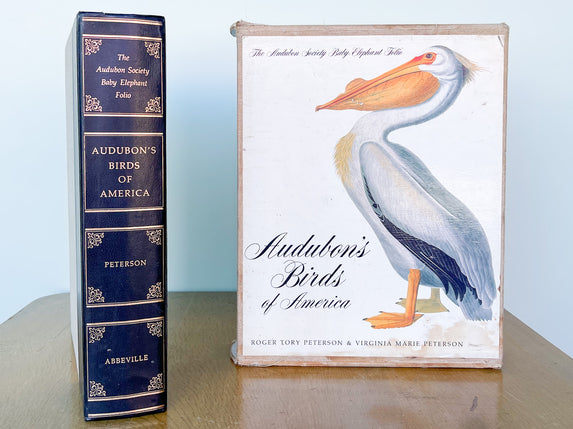 The
Audubon Society
Baby Elephant
Folio
AUDUBON'S
BIRDS
OF
AMERICA
PETERSON
ABBEVILLE
The Audubon Society Baby Elephant Folio
Audubon's
Birds
of America
ROGER TORY PETERSON & VIRGINIA MARIE PETERSON